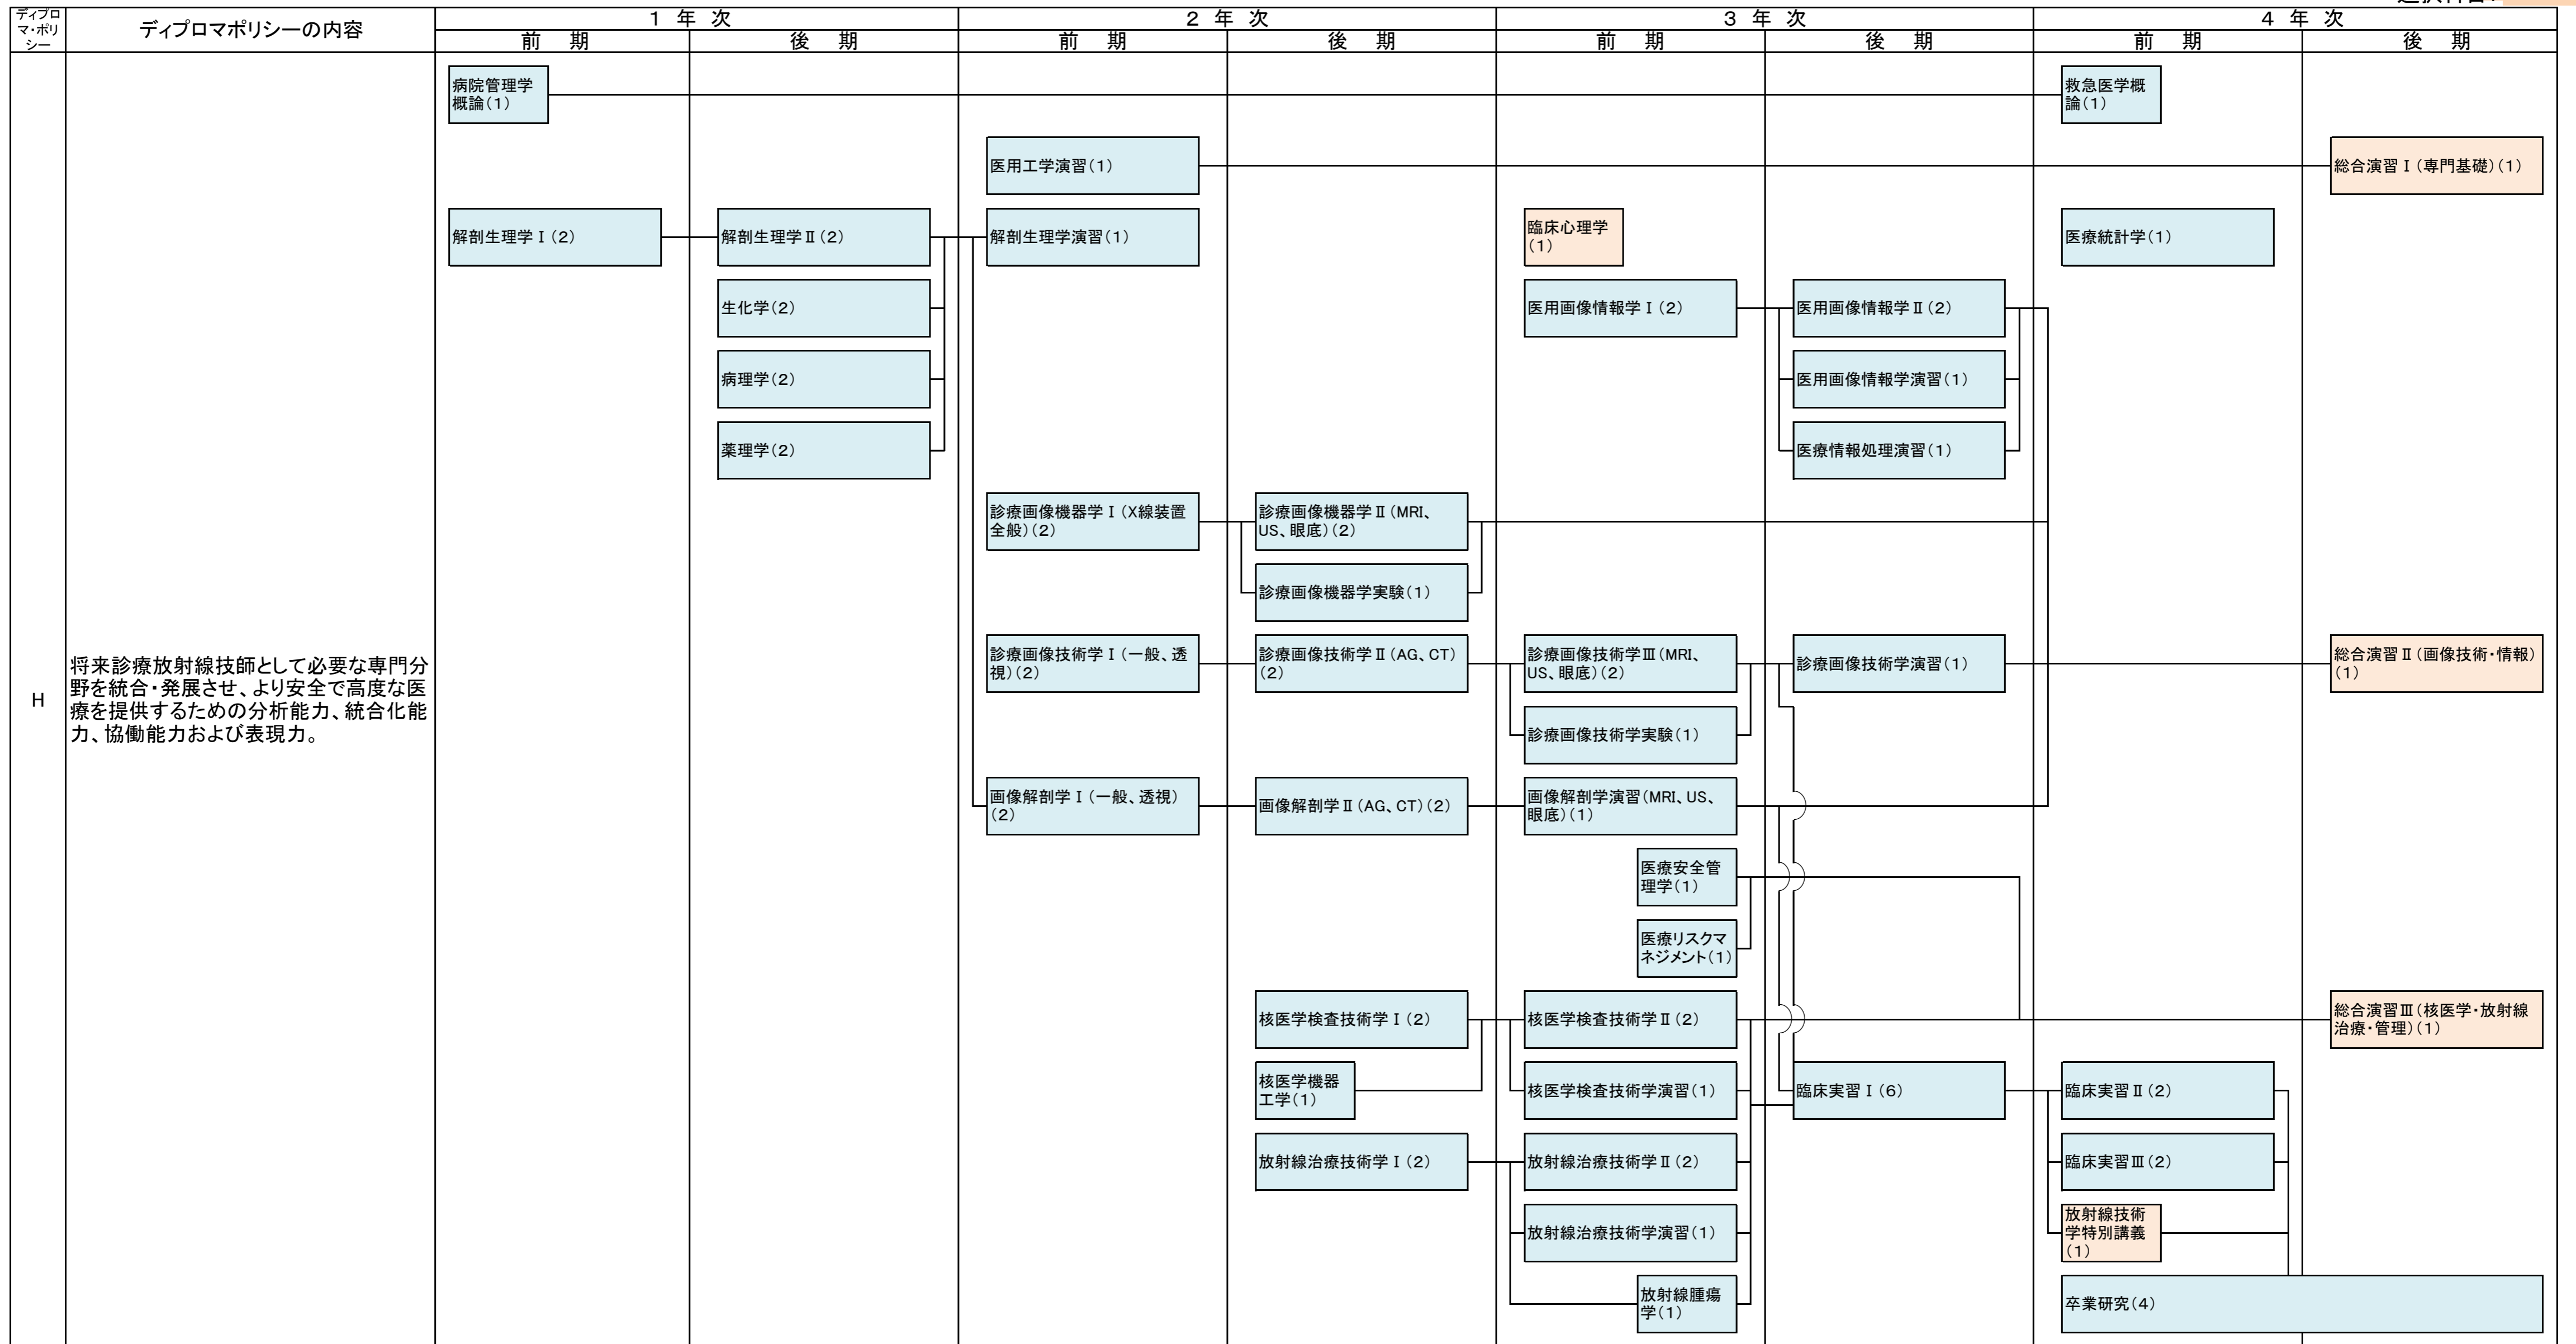 ディプロ
マ・ポリ
シー
ディプロマポリシーの内容
１ 年 次
２ 年 次
３ 年 次
４ 年 次
前 期
後 期
前 期
後 期
前 期
後 期
前 期
後 期
H
将来診療放射線技師として必要な専門分
野を統合・発展させ、より安全で高度な医
療を提供するための分析能力、統合化能
力、協働能力および表現力。
病院管理学
概論（1）
救急医学概
論（1）
医用工学演習（1）
総合演習Ⅰ（専門基礎）（1）
解剖生理学Ⅰ（2）
解剖生理学Ⅱ（2）
解剖生理学演習（1）
臨床心理学
（1）
医療統計学（1）
生化学（2）
医用画像情報学Ⅰ（2）
医用画像情報学Ⅱ（2）
病理学（2）
医用画像情報学演習（1）
薬理学（2）
医療情報処理演習（1）
診療画像機器学Ⅰ（X線装置
全般）（2）
診療画像機器学Ⅱ（MRI、
US、眼底）（2）
診療画像機器学実験（1）
診療画像技術学Ⅰ（一般、透
視）（2）
診療画像技術学Ⅱ（AG、CT）
（2）
診療画像技術学Ⅲ（MRI、
US、眼底）（2）
診療画像技術学演習（1）
総合演習Ⅱ（画像技術・情報）
（1）
診療画像技術学実験（1）
画像解剖学Ⅰ（一般、透視）
（2）
画像解剖学Ⅱ（AG、CT）（2）
画像解剖学演習（MRI、US、
眼底）（1）
医療安全管
理学（1）
医療リスクマ
ネジメント（1）
核医学検査技術学Ⅰ（2）
核医学検査技術学Ⅱ（2）
総合演習Ⅲ（核医学・放射線
治療・管理）（1）
核医学機器
工学（1）
核医学検査技術学演習（1）
臨床実習Ⅰ（6）
臨床実習Ⅱ（2）
放射線治療技術学Ⅰ（2）
放射線治療技術学Ⅱ（2）
臨床実習Ⅲ（2）
放射線治療技術学演習（1）
放射線技術
学特別講義
（1）
放射線腫瘍
学（1）
卒業研究（4）